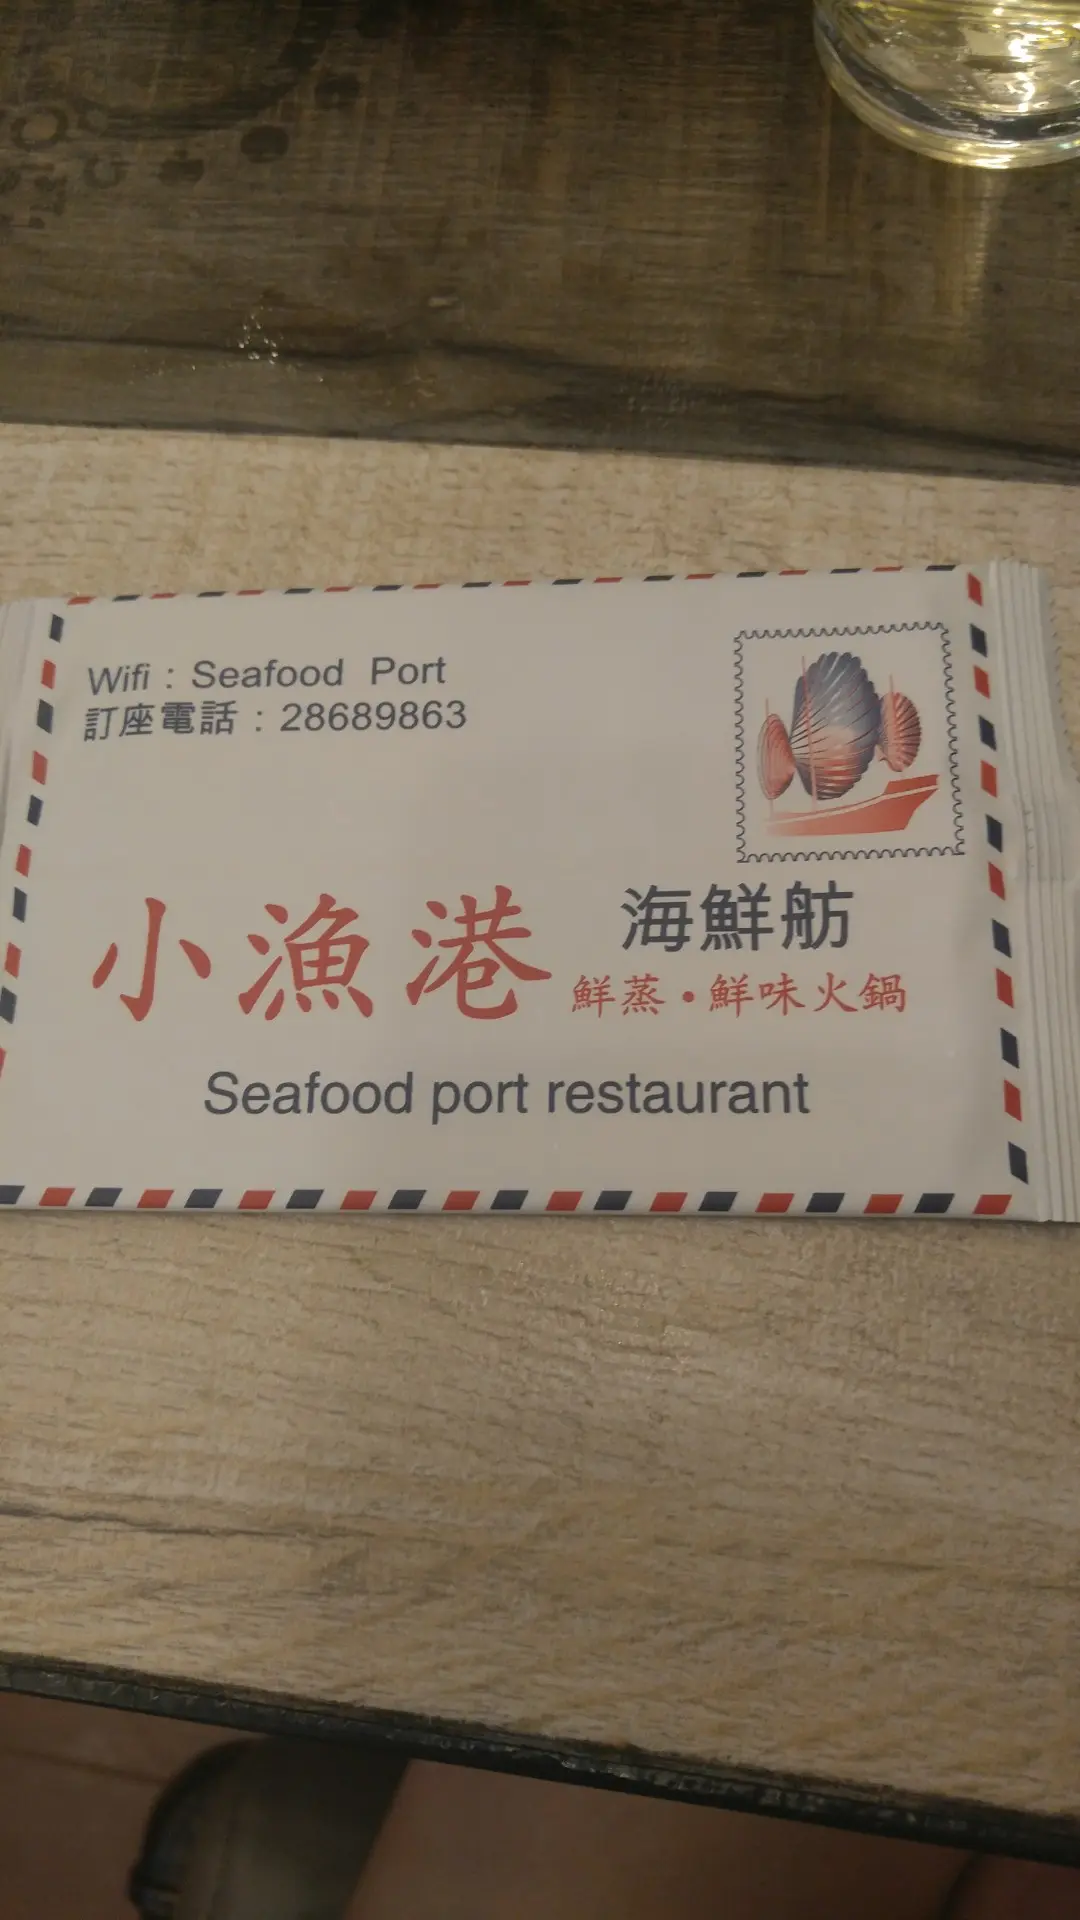 Wifi : Seafood Port
訂座電話 : 28689863
小漁港 海鮮舫
鮮蒸・鮮味火鍋
Seafood port restaurant